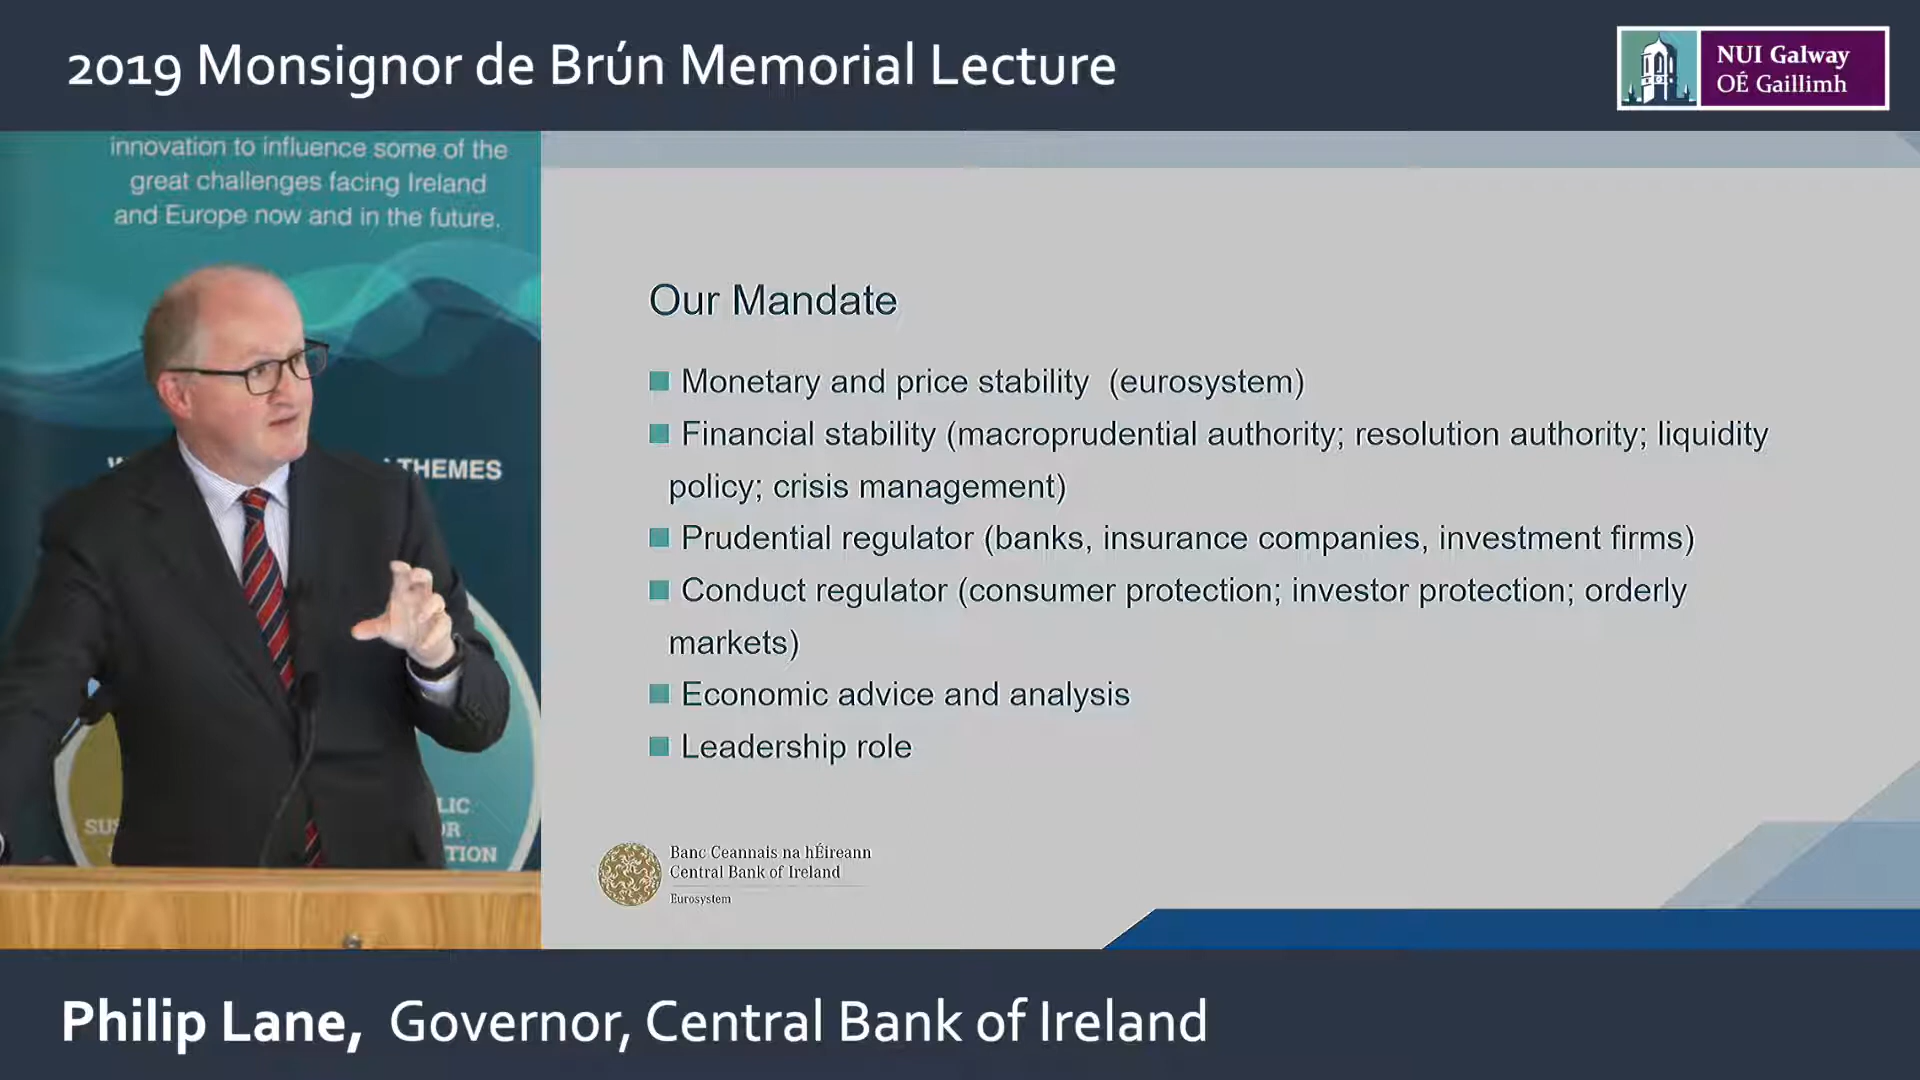 2019 Monsignor de Brún Memorial Lecture
NUI Galway
OÉ Gaillimh
innovation to influence some of the
great challenges facing Ireland
and Europe now and in the future.
THEMES
Our Mandate
Monetary and price stability (eurosystem)
Financial stability (macroprudential authority; resolution authority; liquidity
policy; crisis management)
Prudential regulator (banks, insurance companies, investment firms)
Conduct regulator (consumer protection; investor protection; orderly
markets)
Economic advice and analysis
Leadership role
Banc Ceannais na hÉireann
Central Bank of Ireland
Eurosystem
Philip Lane, Governor, Central Bank of Ireland